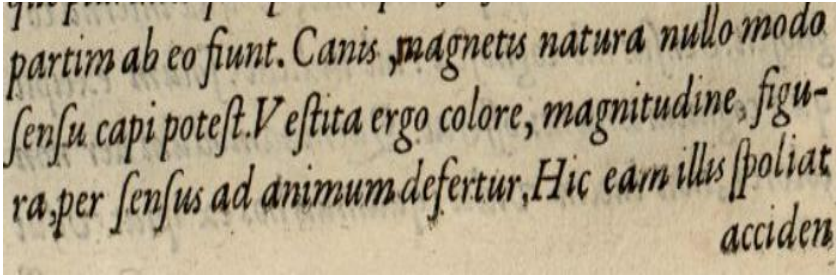 partim ab eo fiunt. Canis, magnetis natura nullo modo
ſenſu capi poteſt. Veſtita ergo colore, magnitudine, figu-
ra, per ſenſus ad animum defertur, Hic eam illis ſpoliat
acciden